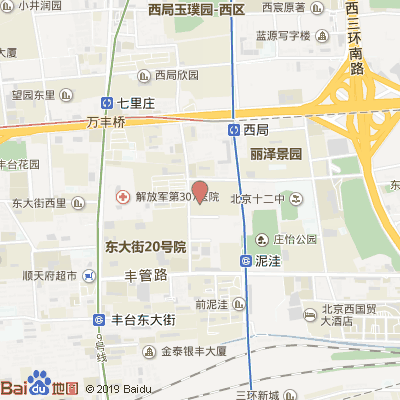 小井润园
西局玉璞园-西区
西宸原著
西三环南路
大厦
蓝源写字楼
西局欣园
望园东里
七里庄
万丰桥
西局
丽泽景园
丰台花园
解放军第307医院
北京十二中
东大街西里
东
东大街20号院
庄怡公园
顺天府超市
丰管路
泥洼
前泥洼
北京西国贸
大酒店
丰台东大街
9号线
金泰银丰大厦
三环新城
Bai du 地图
© 2019 Baidu